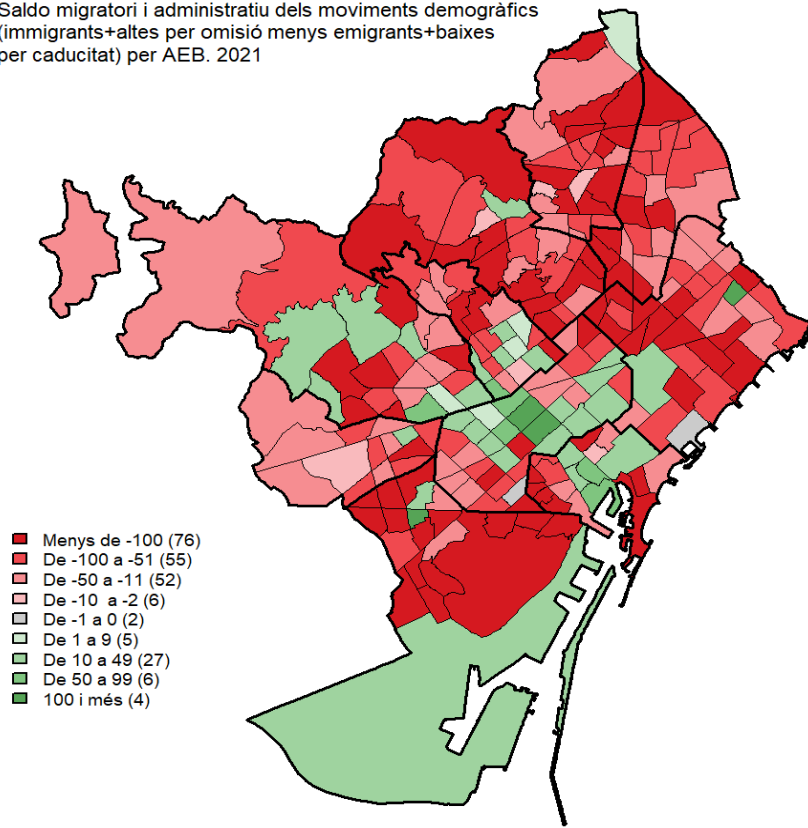 Saldo migratori i administratiu dels moviments demogràfics
(immigrants+altes per omisió menys emigrants+baixes
per caducitat) per AEB. 2021
Menys de -100 (76)
De -100 a -51 (55)
De -50 a -11 (52)
De -10 a -2 (6)
De -1 a 0 (2)
De 1 a 9 (5)
De 10 a 49 (27)
De 50 a 99 (6)
100 i més (4)